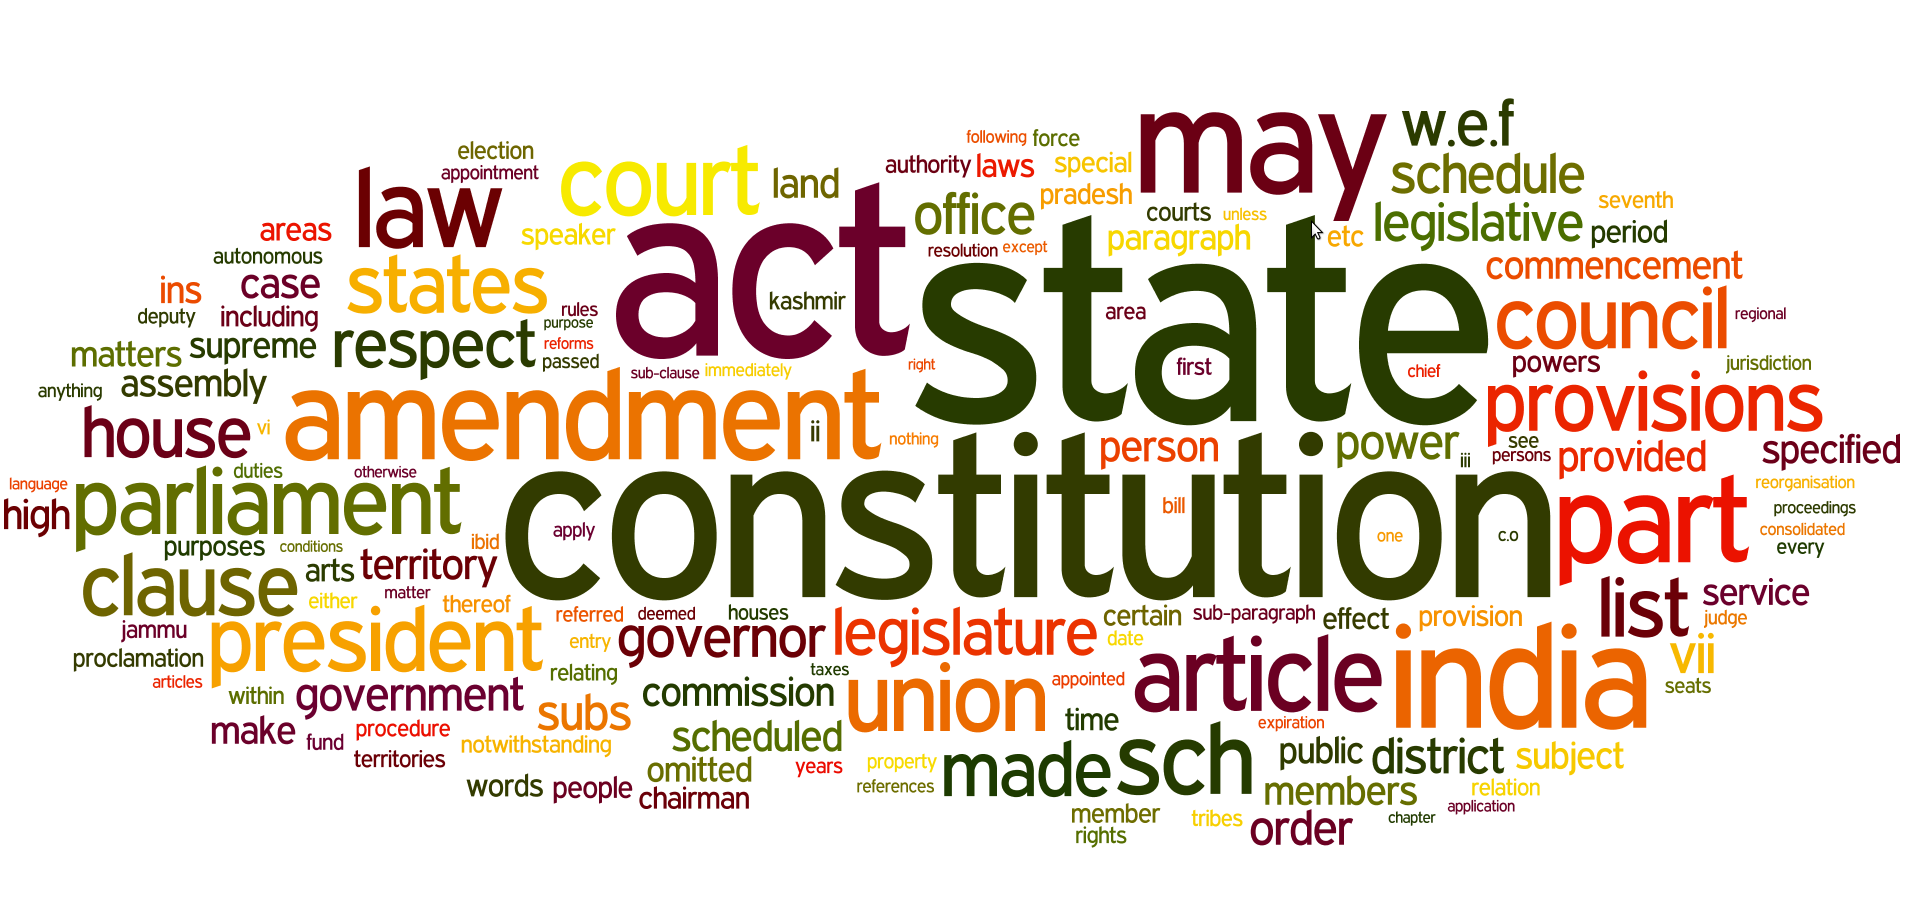 may
w.e.f
following
force
election
court
authority
laws
special
schedule
appointment
law
land
act
office
pradesh
courts
unless
seventh
legislative
areas
speaker
paragraph
etc
period
autonomous
resolution
except
state
states
commencement
ins
case
kashmir
area
council
regional
deputy
including
rules
purpose
respect
reforms
passed
matters
supreme
sub-clause
immediately
right
first
chief
powers
jurisdiction
anything
assembly
amendment
provisions
house
vi
ii
nothing
person
power
iii
see
persons
provided
specified
language
duties
otherwise
constitution
reorganisation
high
parliament
bill
part
proceedings
purposes
conditions
ibid
apply
one
c.o
consolidated
every
clause
arts
territory
list
service
either
matter
thereof
referred
deemed
houses
legislature
certain
sub-paragraph
effect
provision
judge
jammu
president
entry
governor
date
india
vii
proclamation
relating
taxes
article
articles
within
government
commission
union
appointed
seats
make
fund
procedure
subs
scheduled
time
expiration
territories
notwithstanding
omitted
years
property
made
sch
public
district
subject
words
people
chairman
references
members
relation
application
member
tribes
order
chapter
rights